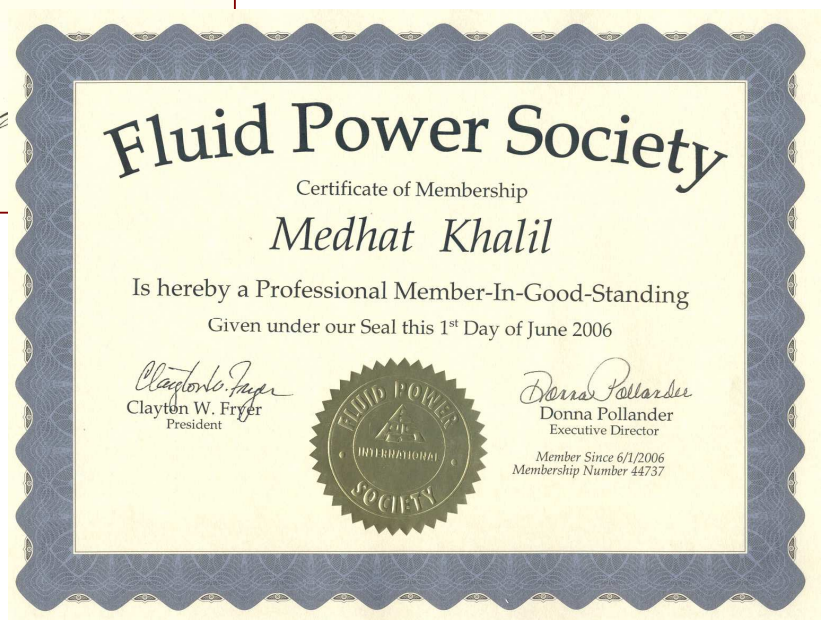 Fluid Power Society
Certificate of Membership
Medhat Khalil
Is hereby a Professional Member-In-Good-Standing
Given under our Seal this 1st Day of June 2006
Clayton W. Fryer
Clayton W. Fryer
President
FLUID POWER
INTERNATIONAL
SOCIETY
Donna Pollander
Donna Pollander
Executive Director
Member Since 6/1/2006
Membership Number 44737